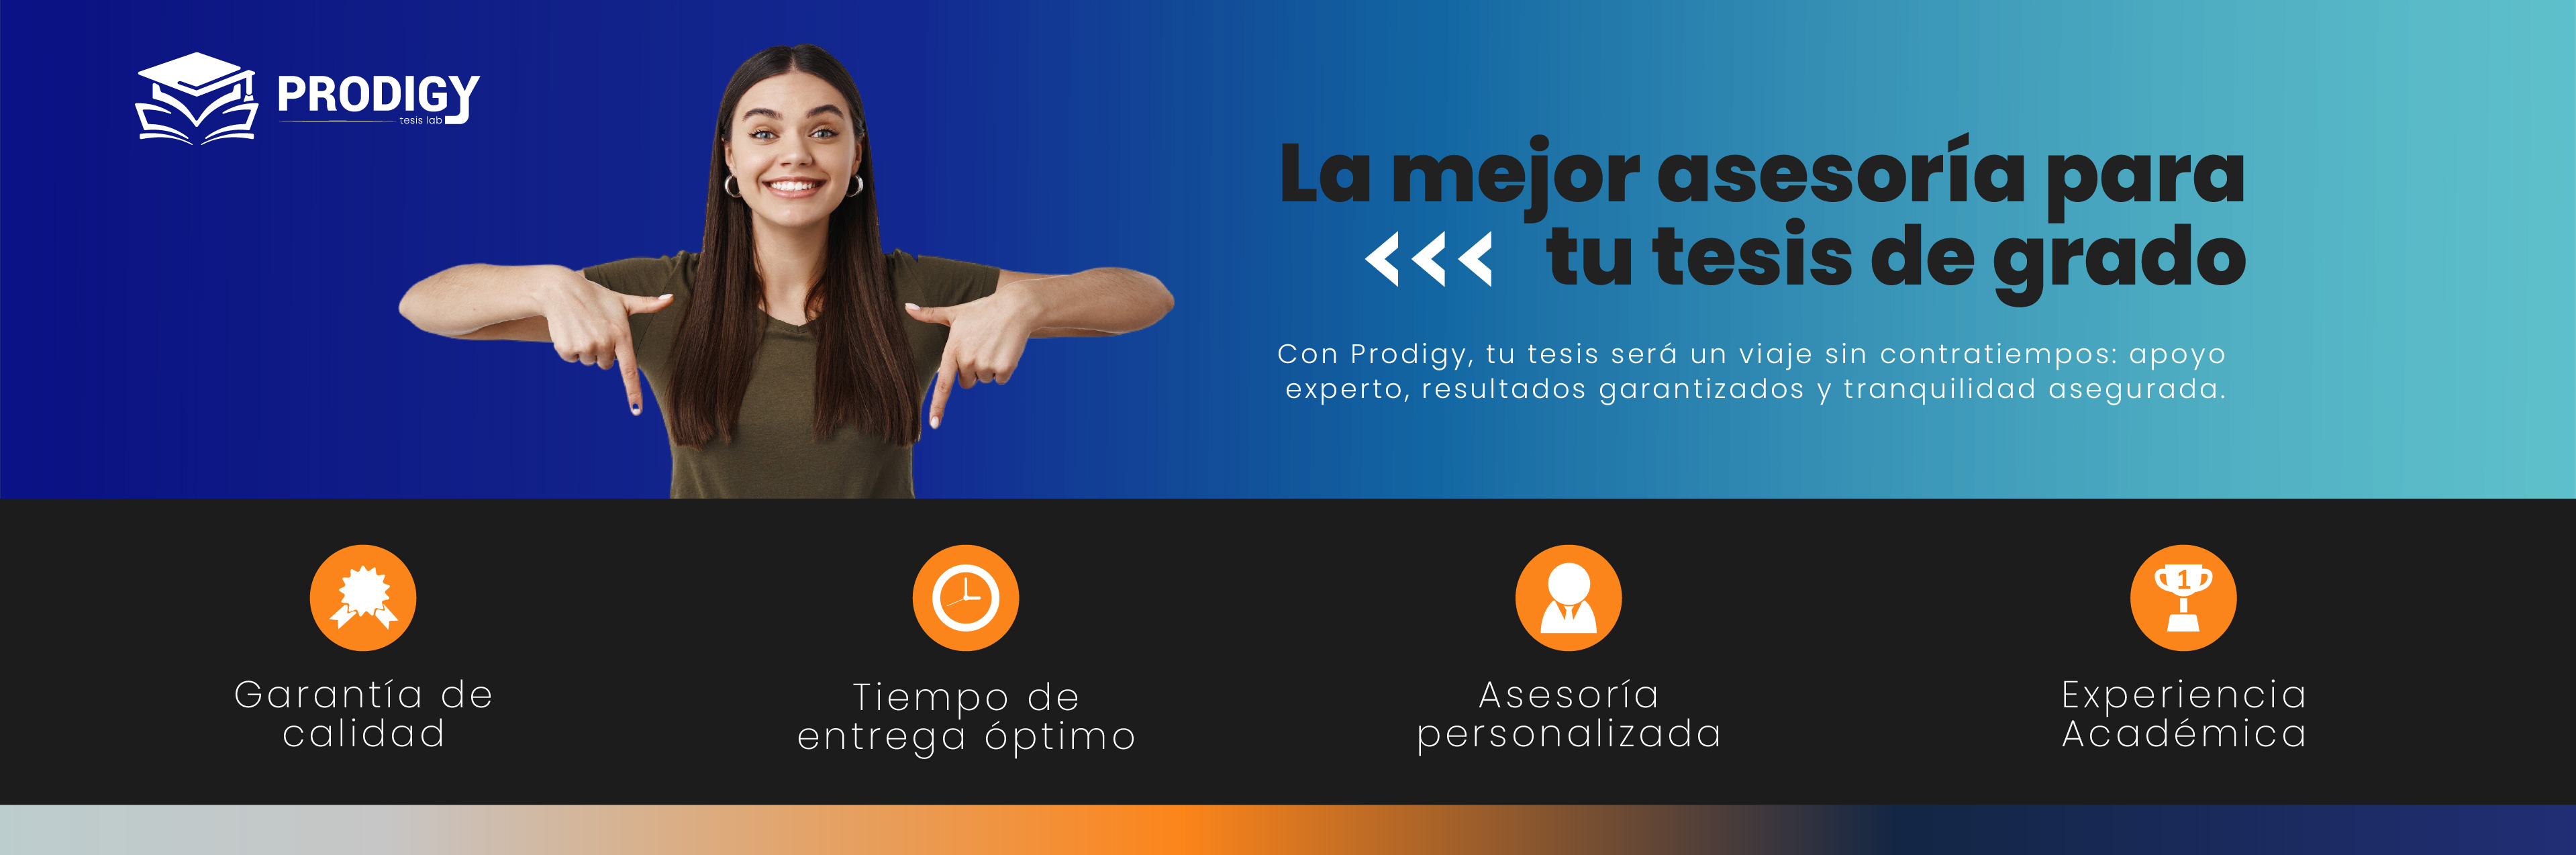 PRODIGY
tesis lab
La mejor asesoría para
<<< tu tesis de grado
Con Prodigy, tu tesis será un viaje sin contratiempos: apoyo
experto, resultados garantizados y tranquilidad asegurada.
Garantía de
calidad
Tiempo de
entrega óptimo
Asesoría
personalizada
1
Experiencia
Académica